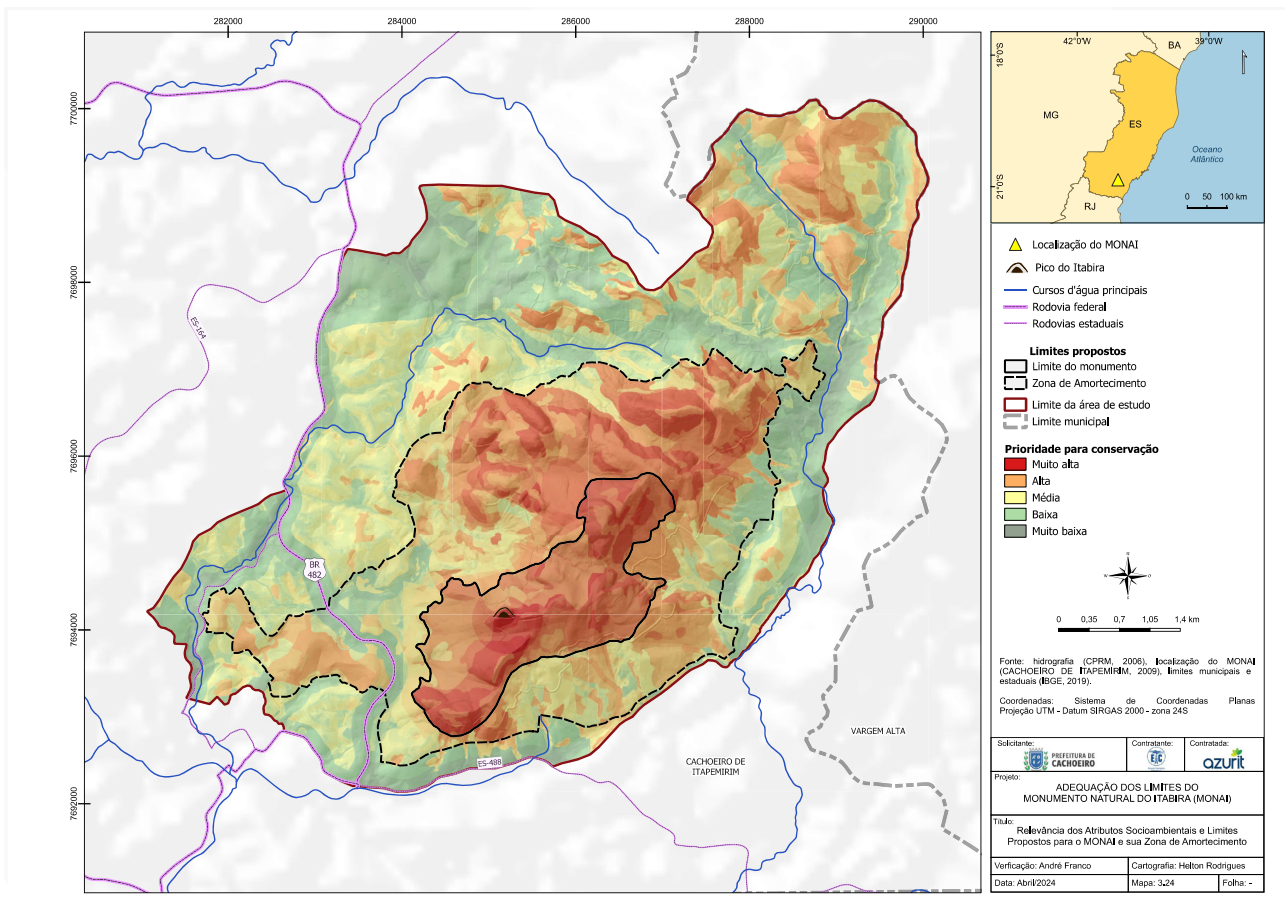 282000
284000
286000
288000
290000
7700000
7698000
7696000
7694000
7692000
ES-164
BR
482
ES-488
CACHOEIRO DE
ITAPEMIRIM
VARGEM ALTA
42°0'W
39°0'W
18°0'S
21°0'S
BA
MG
ES
RJ
Oceano
Atlântico
0 50 100 km
Localização do MONAI
Pico do Itabira
Cursos d'água principais
Rodovia federal
Rodovias estaduais
Limites propostos
Limite do monumento
Zona de Amortecimento
Limite da área de estudo
Limite municipal
Prioridade para conservação
Muito alta
Alta
Média
Baixa
Muito baixa
N
W
O
S
0 0,35 0,7 1,05 1,4 km
Fonte: hidrografia (CPRM, 2006), localização do MONAI
(CACHOEIRO DE ITAPEMIRIM, 2009), limites municipais e
estaduais (IBGE, 2019).
Coordenadas: Sistema de Coordenadas Planas
Projeção UTM - Datum SIRGAS 2000 - zona 24S
Solicitante:
PREFEITURA DE
CACHOEIRO
Contratante:
Contratada:
azurit
Projeto:
ADEQUAÇÃO DOS LIMITES DO
MONUMENTO NATURAL DO ITABIRA (MONAI)
Título:
Relevância dos Atributos Socioambientais e Limites
Propostos para o MONAI e sua Zona de Amortecimento
Verficação: André Franco
Cartografia: Helton Rodrigues
Data: Abril/2024
Mapa: 3.24
Folha: -